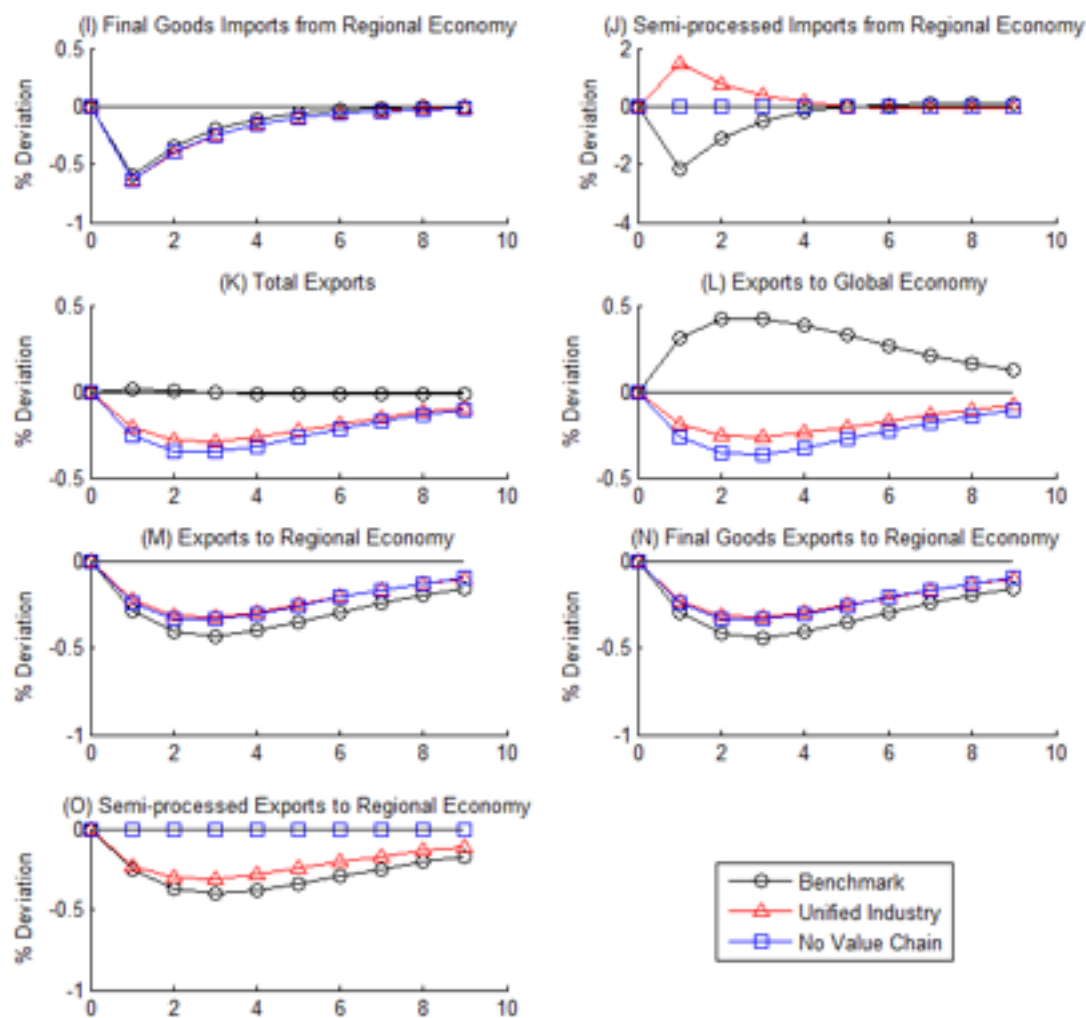 (I) Final Goods Imports from Regional Economy
0.5
0
-0.5
-1
% Deviation
0 2 4 6 8 10
(J) Semi-processed Imports from Regional Economy
2
0
-2
-4
% Deviation
0 2 4 6 8 10
(K) Total Exports
0.5
0
-0.5
% Deviation
0 2 4 6 8 10
(L) Exports to Global Economy
0.5
0
-0.5
% Deviation
0 2 4 6 8 10
(M) Exports to Regional Economy
0
-0.5
-1
% Deviation
0 2 4 6 8 10
(N) Final Goods Exports to Regional Economy
0
-0.5
-1
% Deviation
0 2 4 6 8 10
(O) Semi-processed Exports to Regional Economy
0
-0.5
-1
% Deviation
0 2 4 6 8 10
Benchmark
Unified Industry
No Value Chain